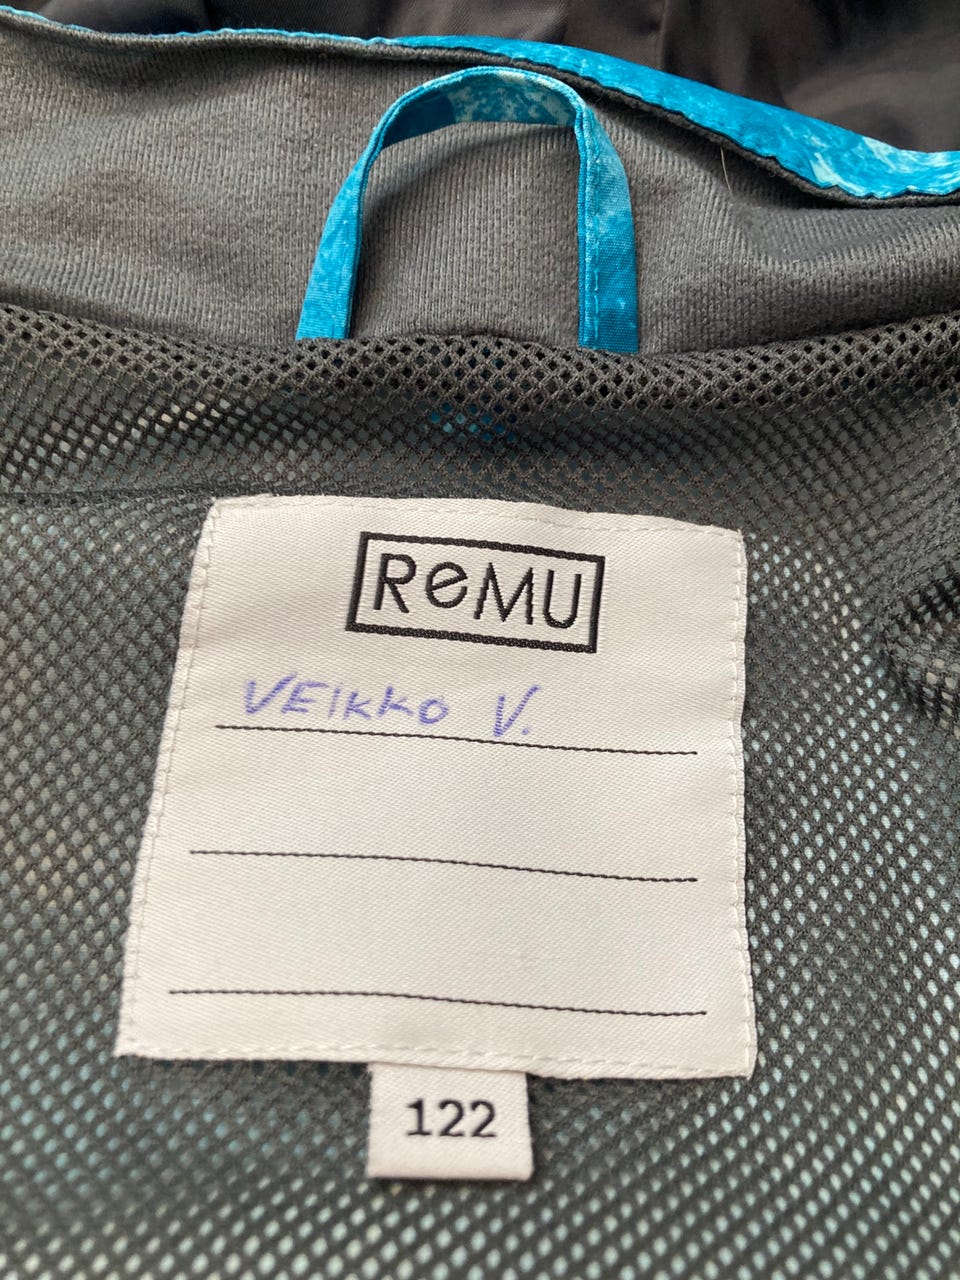 ReMU
VEIKKO V.
122